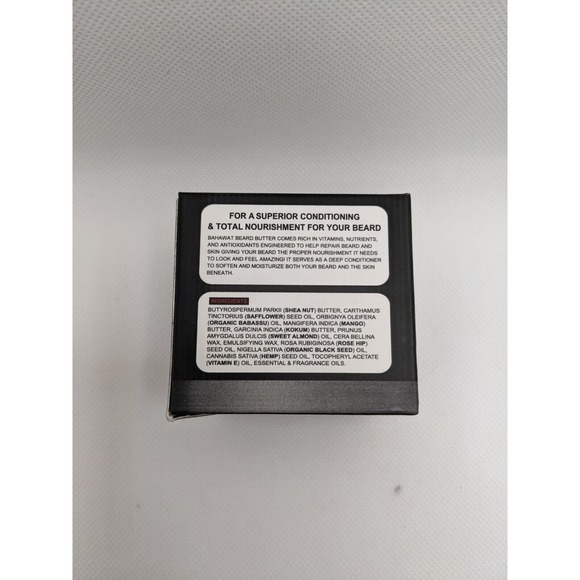 FOR A SUPERIOR CONDITIONING
& TOTAL NOURISHMENT FOR YOUR BEARD
BAHAWAT BEARD BUTTER COMES RICH IN VITAMINS, NUTRIENTS,
AND ANTIOXIDANTS ENGINEERED TO HELP REPAIR BEARD AND
SKIN GIVING YOUR BEARD THE PROPER NOURISHMENT IT NEEDS
TO LOOK AND FEEL AMAZING! IT SERVES AS A DEEP CONDITIONER
TO SOFTEN AND MOISTURIZE BOTH YOUR BEARD AND THE SKIN
BENEATH.
INGREDIENTS
BUTYROSPERMUM PARKII (SHEA NUT) BUTTER, CARTHAMUS
TINCTORIUS (SAFFLOWER) SEED OIL, ORBIGNYA OLEIFERA
(ORGANIC BABASSU) OIL, MANGIFERA INDICA (MANGO)
BUTTER, GARCINIA INDICA (KOKUM) BUTTER, PRUNUS
AMYGDALUS DULCIS (SWEET ALMOND) OIL, CERA BELLINA
WAX, EMULSIFYING WAX, ROSA RUBIGINOSA (ROSE HIP)
SEED OIL, NIGELLA SATIVA (ORGANIC BLACK SEED) OIL,
CANNABIS SATIVA (HEMP) SEED OIL, TOCOPHERYL ACETATE
(VITAMIN E) OIL, ESSENTIAL & FRAGRANCE OILS.